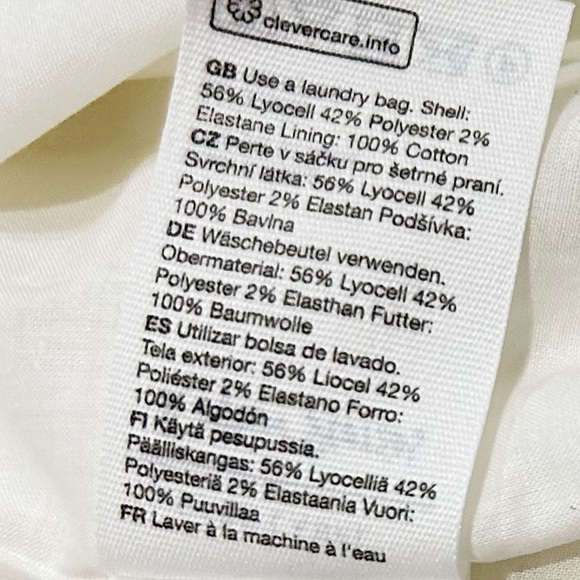 clevercare.info
GB Use a laundry bag. Shell:
56% Lyocell 42% Polyester 2%
Elastane Lining: 100% Cotton
CZ Perte v sáčku pro šetrné praní.
Svrchní látka: 56% Lyocell 42%
Polyester 2% Elastan Podšívka:
100% Bavlna
DE Wäschebeutel verwenden.
Obermaterial: 56% Lyocell 42%
Polyester 2% Elasthan Futter:
100% Baumwolle
ES Utilizar bolsa de lavado.
Tela exterior: 56% Liocel 42%
Poliéster 2% Elastano Forro:
100% Algodón
FI Käytä pesupussia.
Päälliskangas: 56% Lyocelliä 42%
Polyesteriä 2% Elastaania Vuori:
100% Puuvillaa
FR Laver à la machine à l'eau